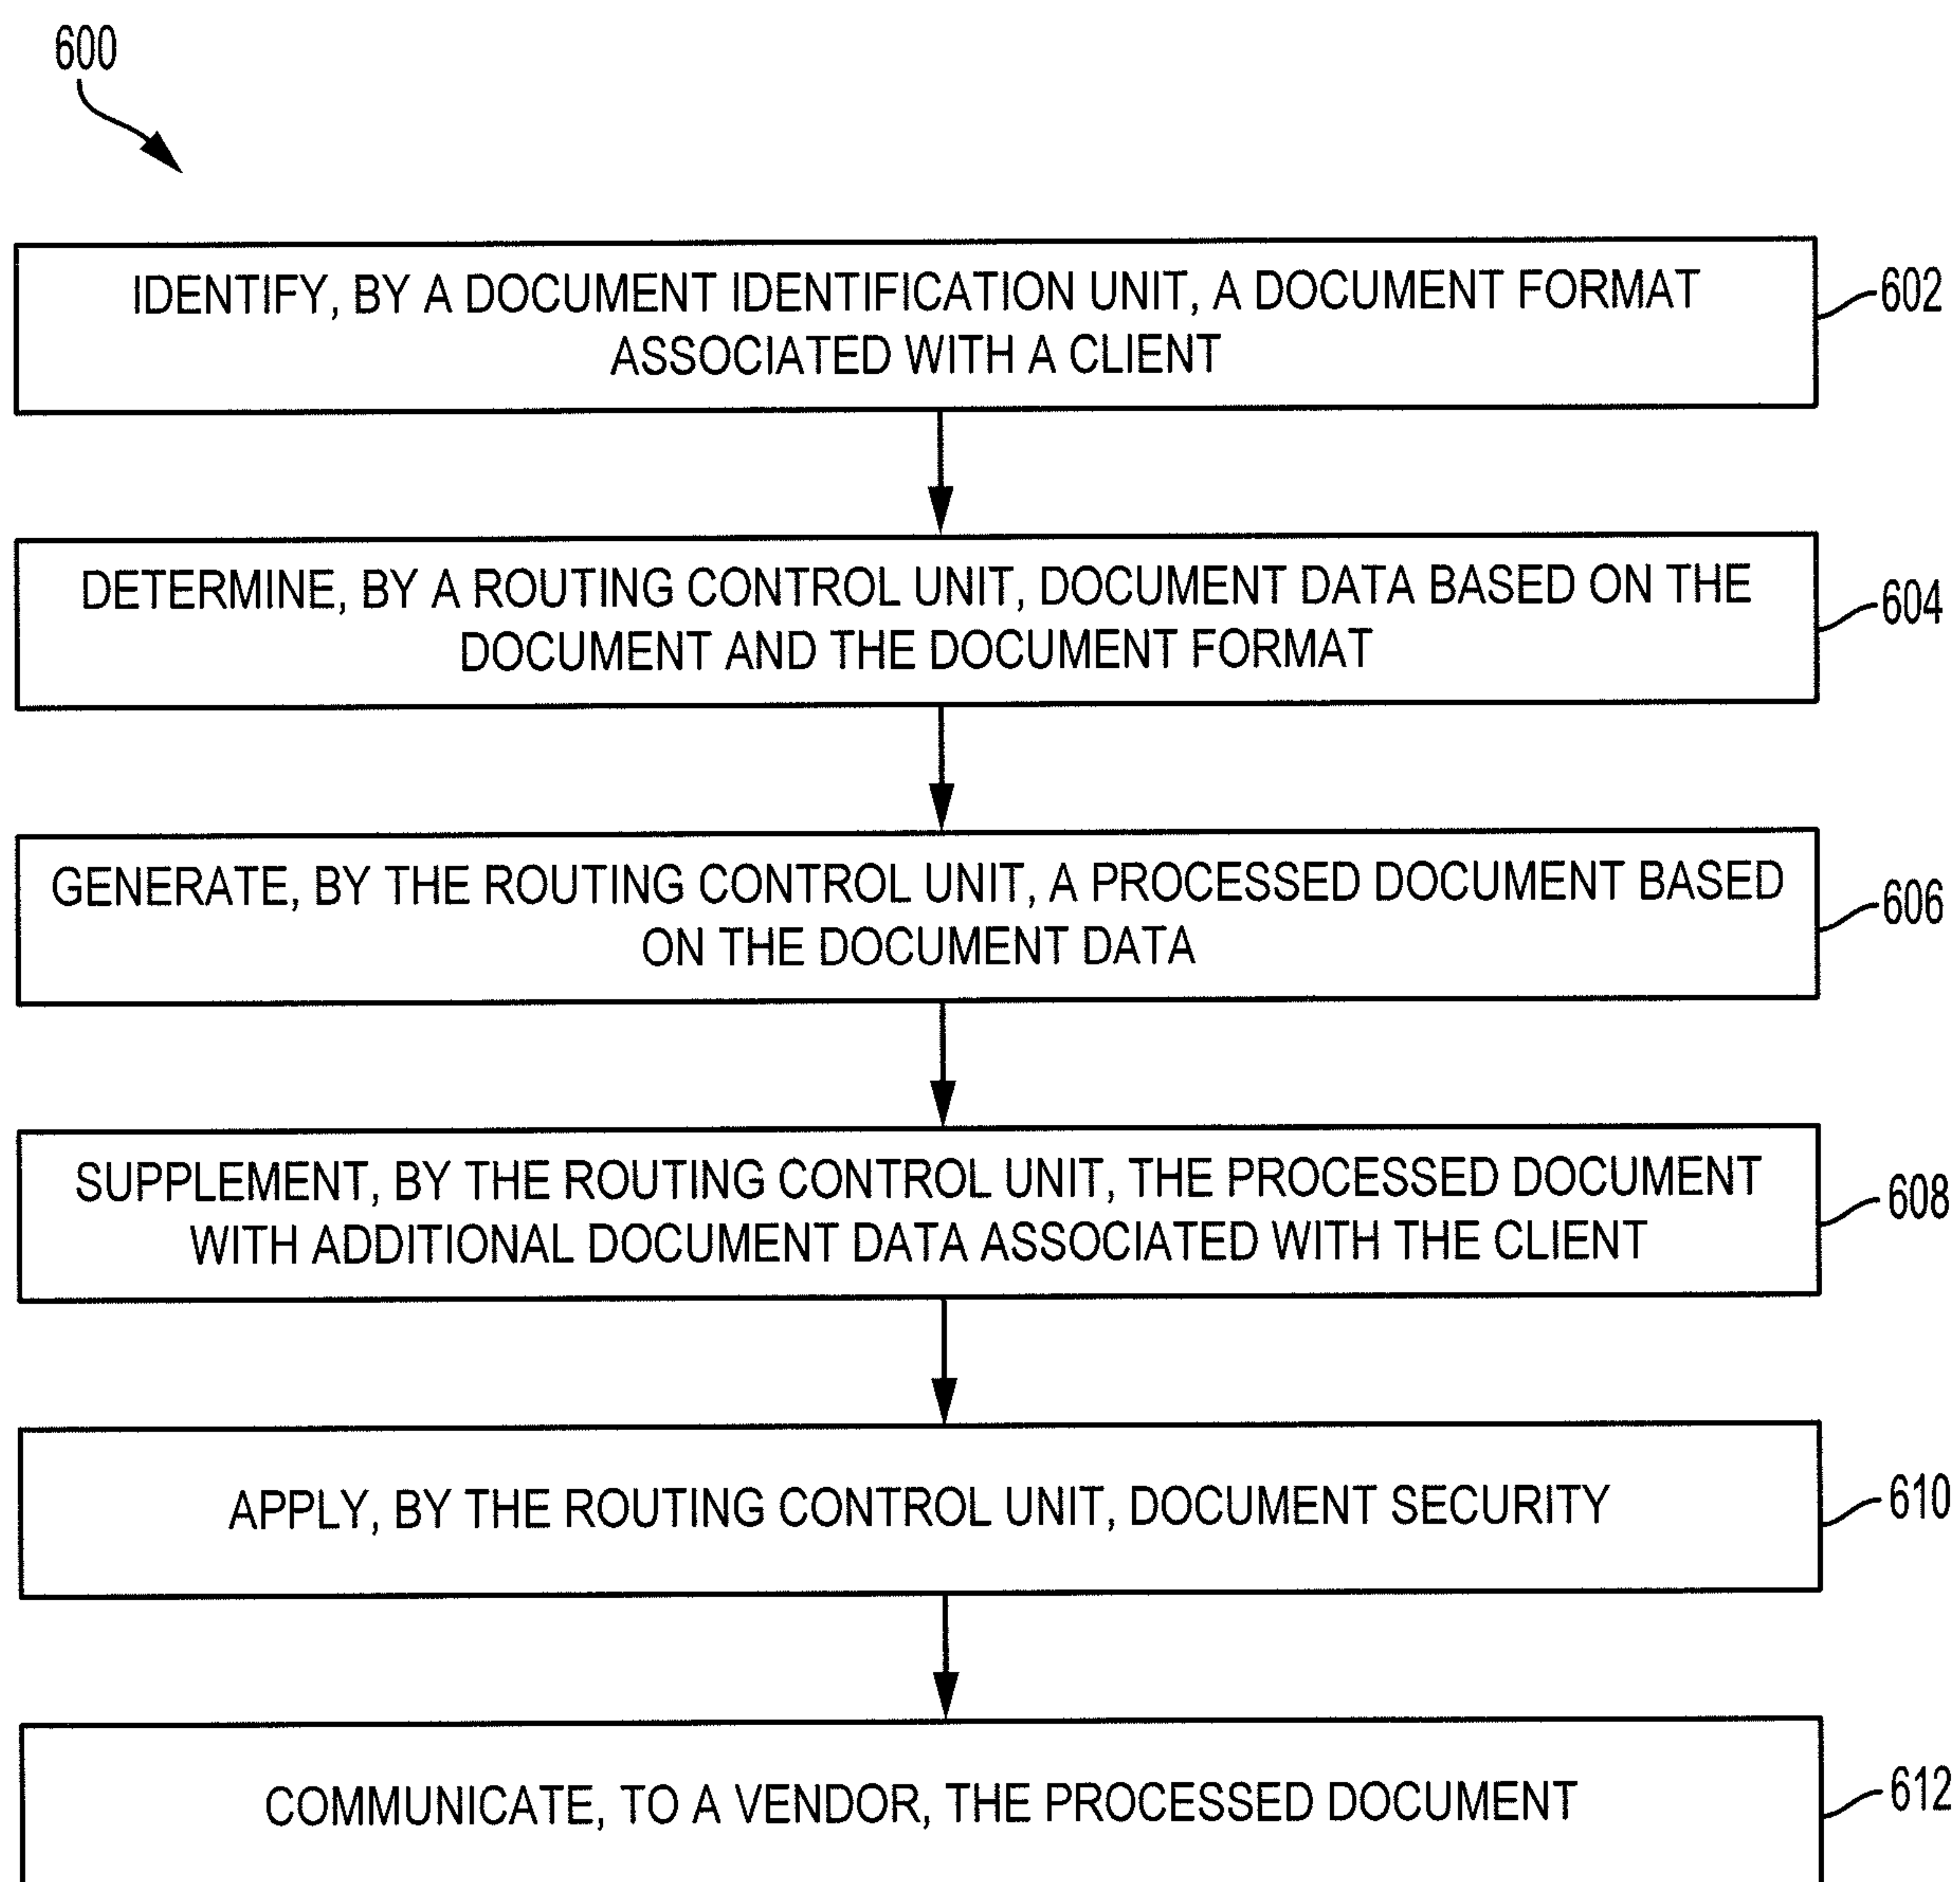 600
IDENTIFY, BY A DOCUMENT IDENTIFICATION UNIT, A DOCUMENT FORMAT
ASSOCIATED WITH A CLIENT
602
DETERMINE, BY A ROUTING CONTROL UNIT, DOCUMENT DATA BASED ON THE
DOCUMENT AND THE DOCUMENT FORMAT
604
GENERATE, BY THE ROUTING CONTROL UNIT, A PROCESSED DOCUMENT BASED
ON THE DOCUMENT DATA
606
SUPPLEMENT, BY THE ROUTING CONTROL UNIT, THE PROCESSED DOCUMENT
WITH ADDITIONAL DOCUMENT DATA ASSOCIATED WITH THE CLIENT
608
APPLY, BY THE ROUTING CONTROL UNIT, DOCUMENT SECURITY
610
COMMUNICATE, TO A VENDOR, THE PROCESSED DOCUMENT
612